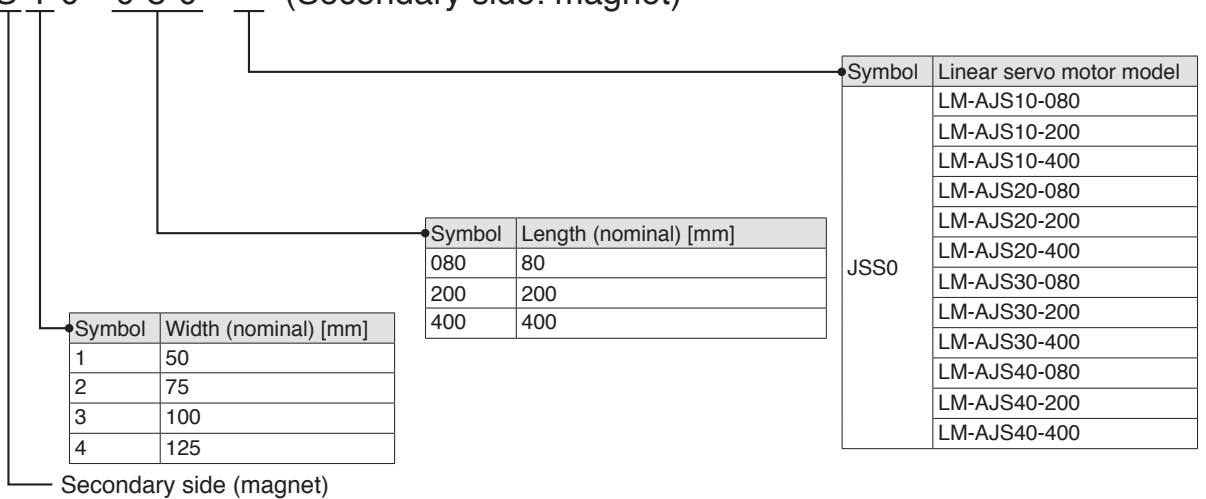 (Secondary side: magnet)
Symbol Linear servo motor model
JSS0
LM-AJS10-080
LM-AJS10-200
LM-AJS10-400
LM-AJS20-080
LM-AJS20-200
LM-AJS20-400
LM-AJS30-080
LM-AJS30-200
LM-AJS30-400
LM-AJS40-080
LM-AJS40-200
LM-AJS40-400
Symbol Length (nominal) [mm]
080 80
200 200
400 400
Symbol Width (nominal) [mm]
1 50
2 75
3 100
4 125
Secondary side (magnet)